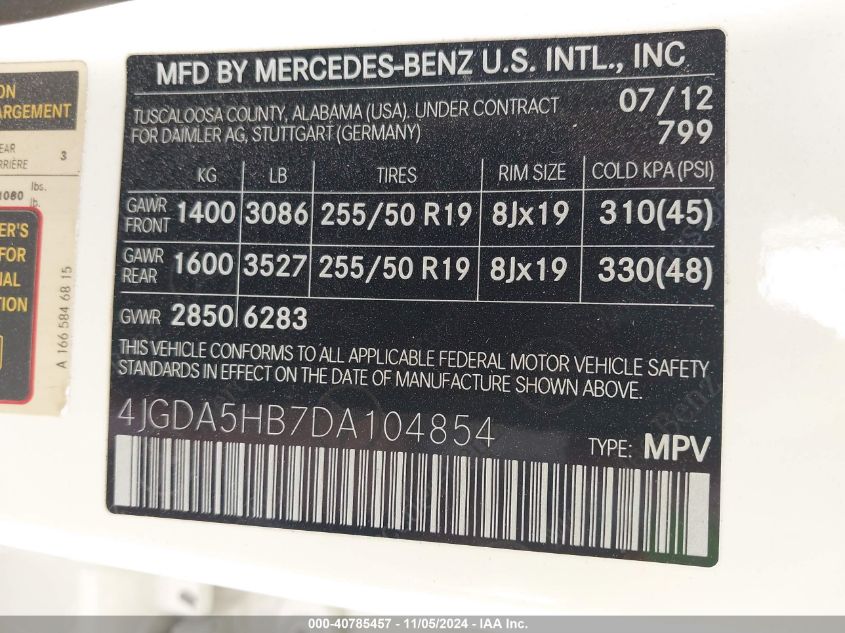 ON
ARGEMENT
EAR
RRIÈRE 3
1080 lbs.
lb.
ER'S
FOR
NAL
TION
A 166 584 68 15
MFD BY MERCEDES-BENZ U.S. INTL., INC
TUSCALOOSA COUNTY, ALABAMA (USA). UNDER CONTRACT
FOR DAIMLER AG, STUTTGART (GERMANY)
07/12
799
KG LB TIRES RIM SIZE COLD KPA (PSI)
GAWR
FRONT 1400 3086 255/50 R19 8Jx19 310(45)
GAWR
REAR 1600 3527 255/50 R19 8Jx19 330(48)
GVWR 2850 6283
THIS VEHICLE CONFORMS TO ALL APPLICABLE FEDERAL MOTOR VEHICLE SAFETY
STANDARDS IN EFFECT ON THE DATE OF MANUFACTURE SHOWN ABOVE.
4JGDA5HB7DA104854
TYPE: MPV
000-40785457 - 11/05/2024 - IAA Inc.